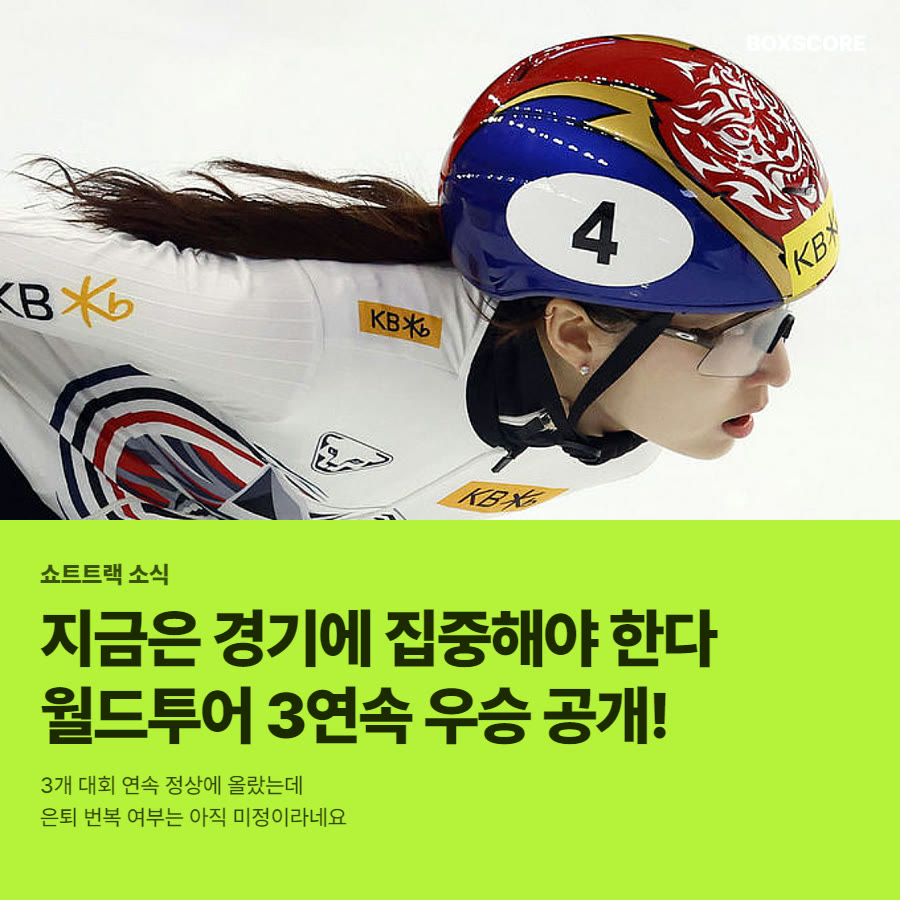 BOXSCORE
4
KB
KB
KB
KB
쇼트트랙 소식
지금은 경기에 집중해야 한다
월드투어 3연속 우승 공개!
3개 대회 연속 정상에 올랐는데
은퇴 번복 여부는 아직 미정이라네요